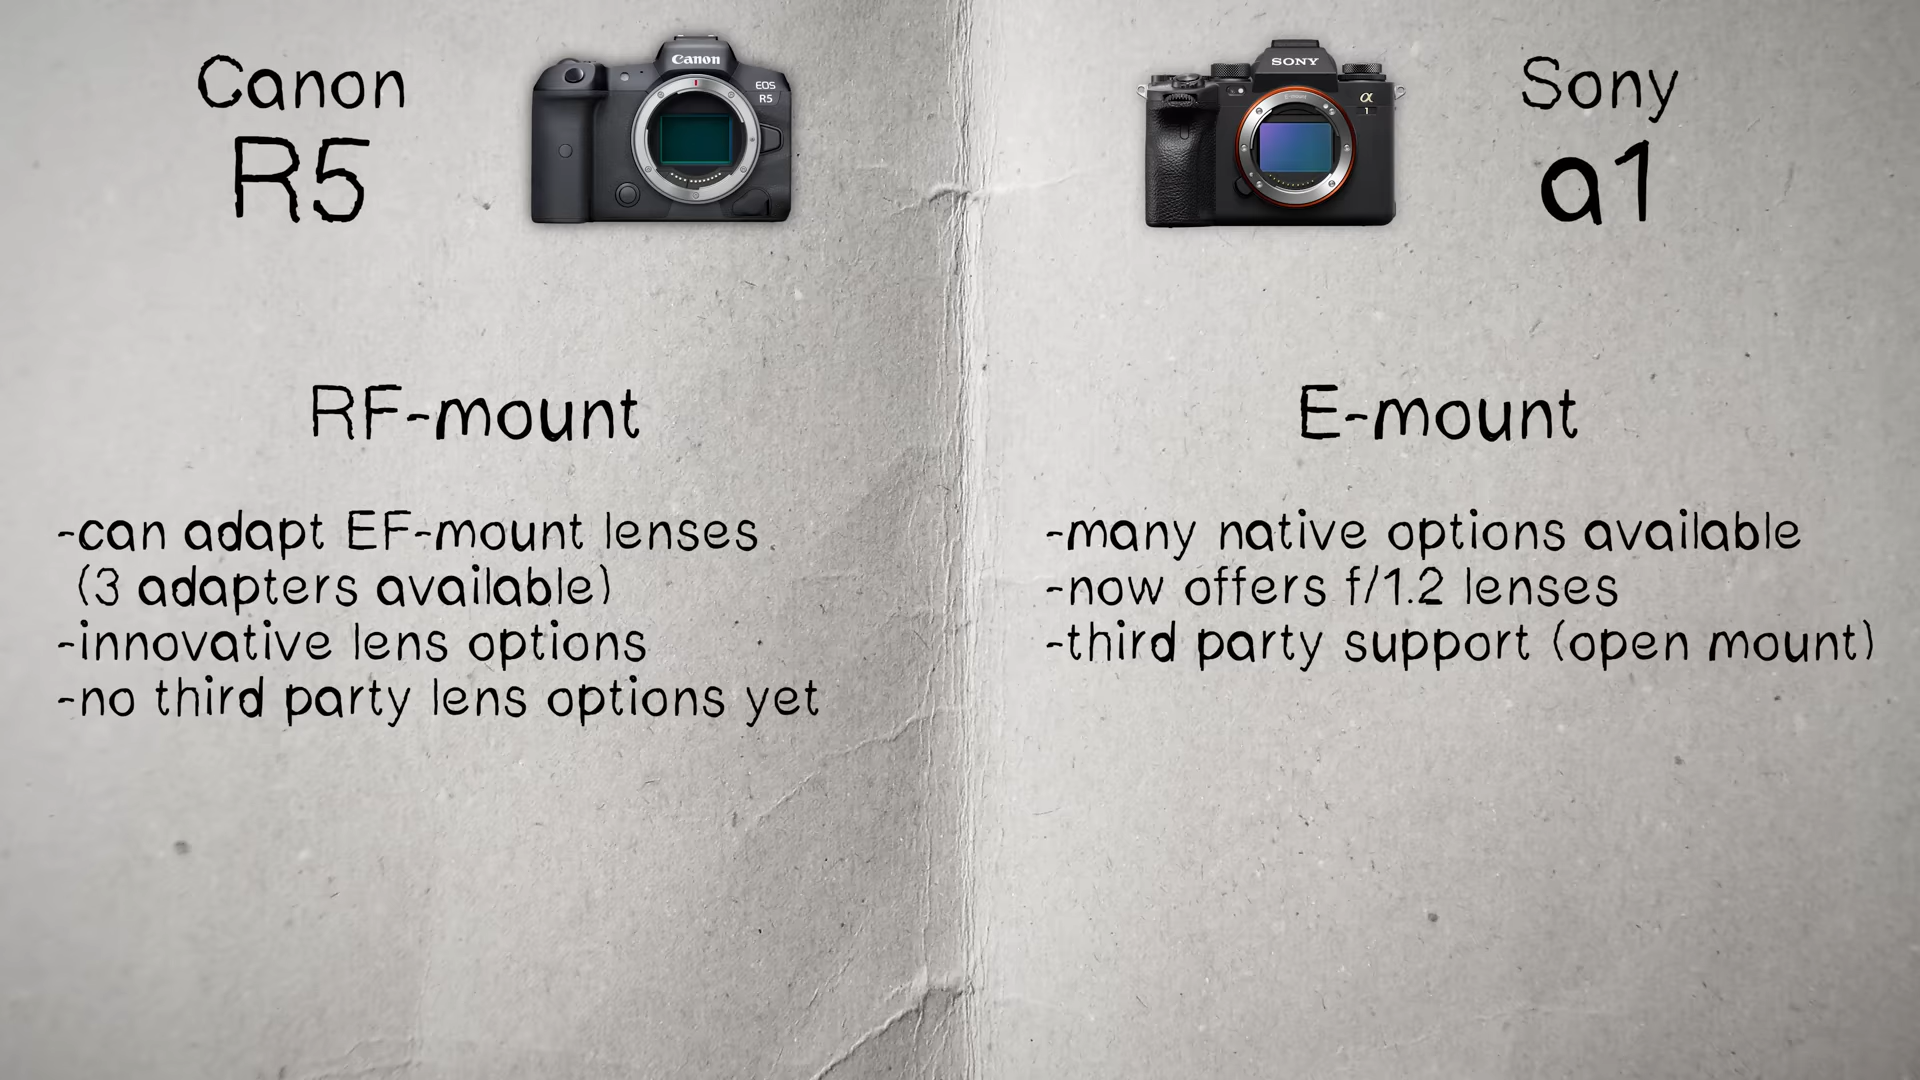 Canon
R5
Canon
EOS
R5
RF-mount
-can adapt EF-mount lenses
(3 adapters available)
-innovative lens options
-no third party lens options yet
SONY
α
1
Sony
a1
E-mount
-many native options available
-now offers f/1.2 lenses
-third party support (open mount)